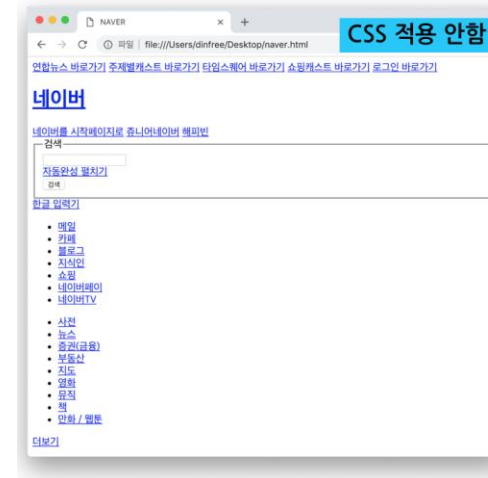 NAVER
CSS 적용 안함
파일 | file:///Users/dinfree/Desktop/naver.html
연합뉴스 바로가기 주제별캐스트 바로가기 타임스퀘어 바로가기 쇼핑캐스트 바로가기 로그인 바로가기
네이버
네이버를 시작페이지로 쥬니어네이버 해피빈
검색
자동완성 펼치기
검색
한글 입력기
메일
카페
블로그
지식인
쇼핑
네이버페이
네이버TV
사전
뉴스
증권(금융)
부동산
지도
영화
뮤직
책
만화 / 웹툰
더보기